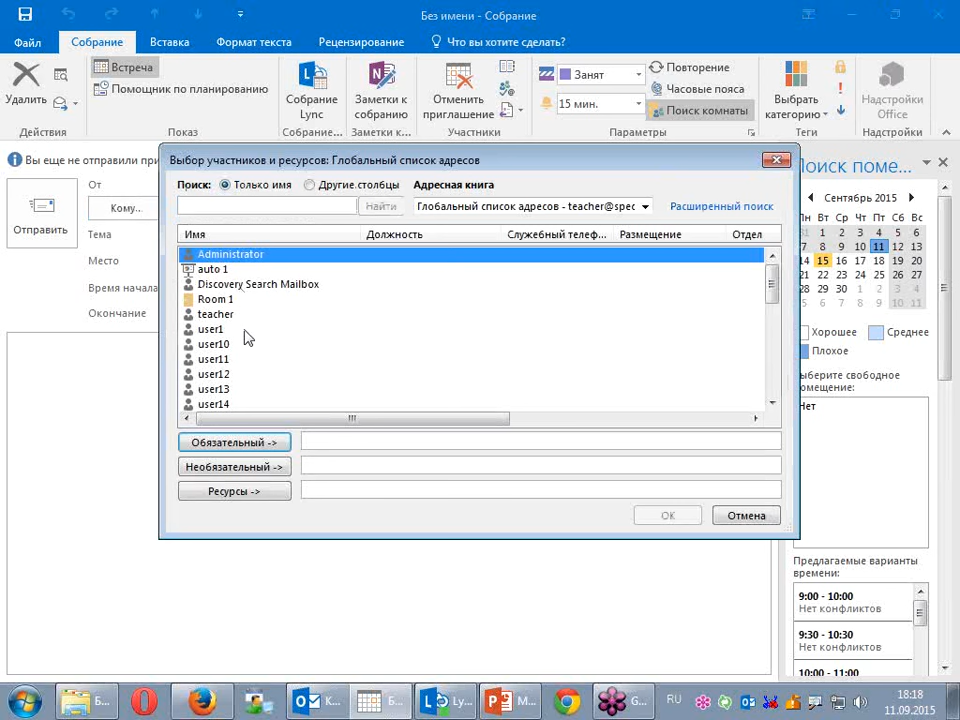 Без имени - Собрание
Файл
Собрание
Вставка
Формат текста
Рецензирование
Что вы хотите сделать?
Удалить
Действия
Встреча
Помощник по планированию
Показ
Собрание
Lync
Собрание...
Заметки к
собранию
Заметки к...
Отменить
приглашение
Участники
Занят
15 мин.
Повторение
Часовые пояса
Поиск комнаты
Параметры
Выбрать
категорию
Теги
Надстройки
Office
Надстройки
Вы еще не отправили
Отправить
От
Кому...
Тема
Место
Время начала
Окончание
Выбор участников и ресурсов: Глобальный список адресов
Поиск:
Только имя
Другие столбцы
Адресная книга
Найти
Глобальный список адресов - teacher@spec
Расширенный поиск
Имя
Должность
Служебный телеф...
Размещение
Отдел
Administrator
auto 1
Discovery Search Mailbox
Room 1
teacher
user1
user10
user11
user12
user13
user14
Обязательный ->
Необязательный ->
Ресурсы ->
ОК
Отмена
Поиск поме...
Сентябрь 2015
Пн Вт Ср Чт Пт Сб Вс
31 1 2 3 4 5 6
7 8 9 10 11 12 13
14 15 16 17 18 19 20
21 22 23 24 25 26 27
28 29 30 1 2 3 4
5 6 7 8 9 10 11
Хорошее
Среднее
Плохое
Выберите свободное
помещение:
Нет
Предлагаемые варианты
времени:
9:00 - 10:00
Нет конфликтов
9:30 - 10:30
Нет конфликтов
10:00 - 11:00
Б...
К...
Б...
Ly...
М...
G...
RU
18:18
11.09.2015